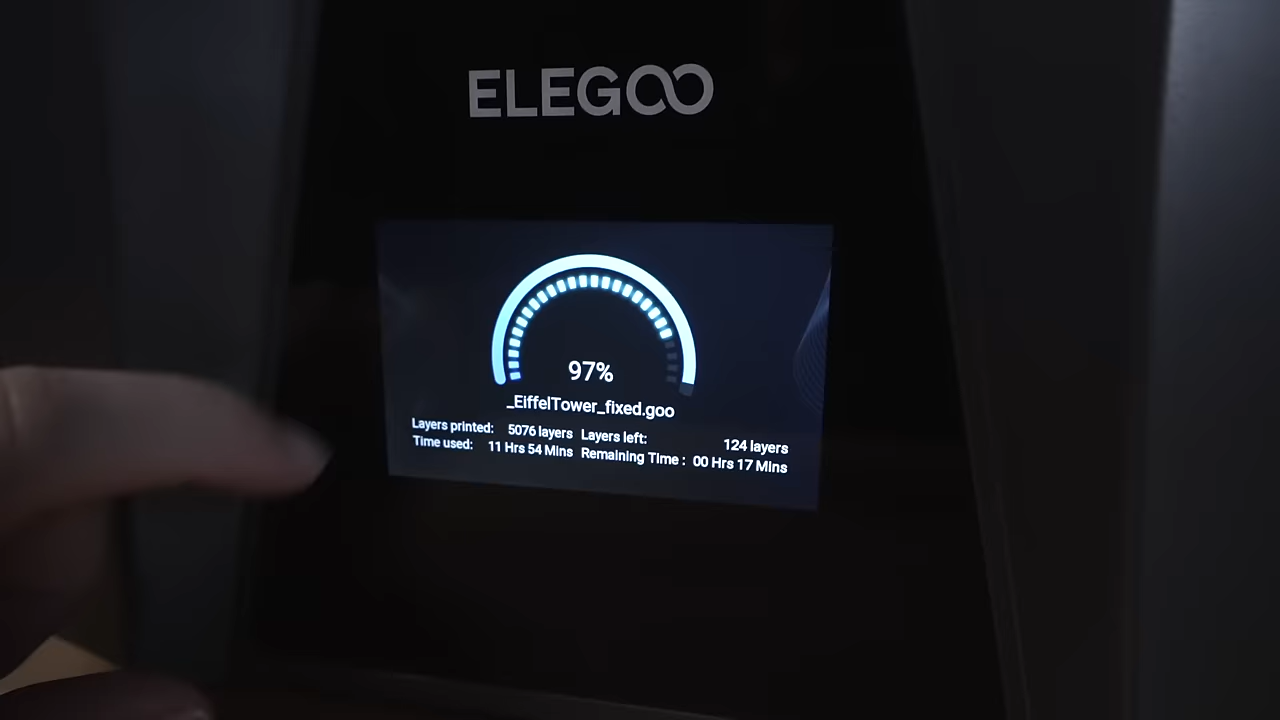 ELEGOO
97%
_EiffelTower_fixed.goo
Layers printed: 5076 layers Layers left: 124 layers
Time used: 11 Hrs 54 Mins Remaining Time : 00 Hrs 17 Mins